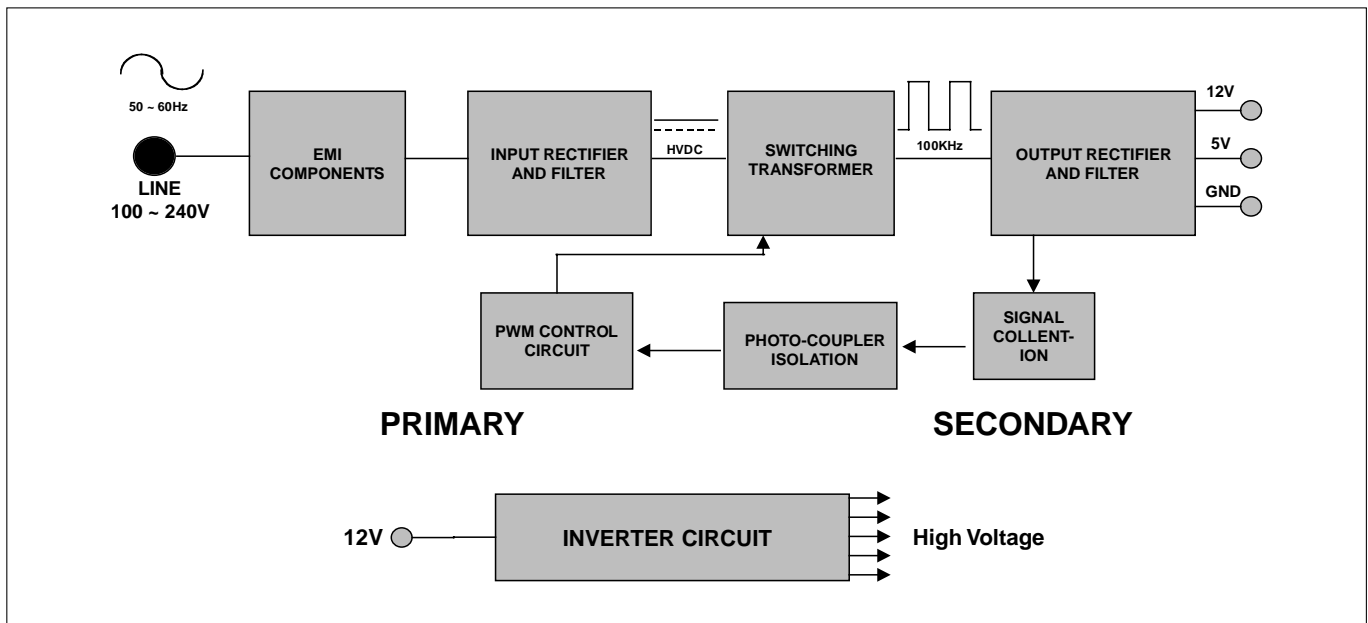 50 ~ 60Hz
LINE
100 ~ 240V
EMI
COMPONENTS
INPUT RECTIFIER
AND FILTER
HVDC
SWITCHING
TRANSFORMER
100KHz
OUTPUT RECTIFIER
AND FILTER
12V
5V
GND
PWM CONTROL
CIRCUIT
PHOTO-COUPLER
ISOLATION
SIGNAL
COLLENT-
ION
PRIMARY
SECONDARY
12V
INVERTER CIRCUIT
High Voltage